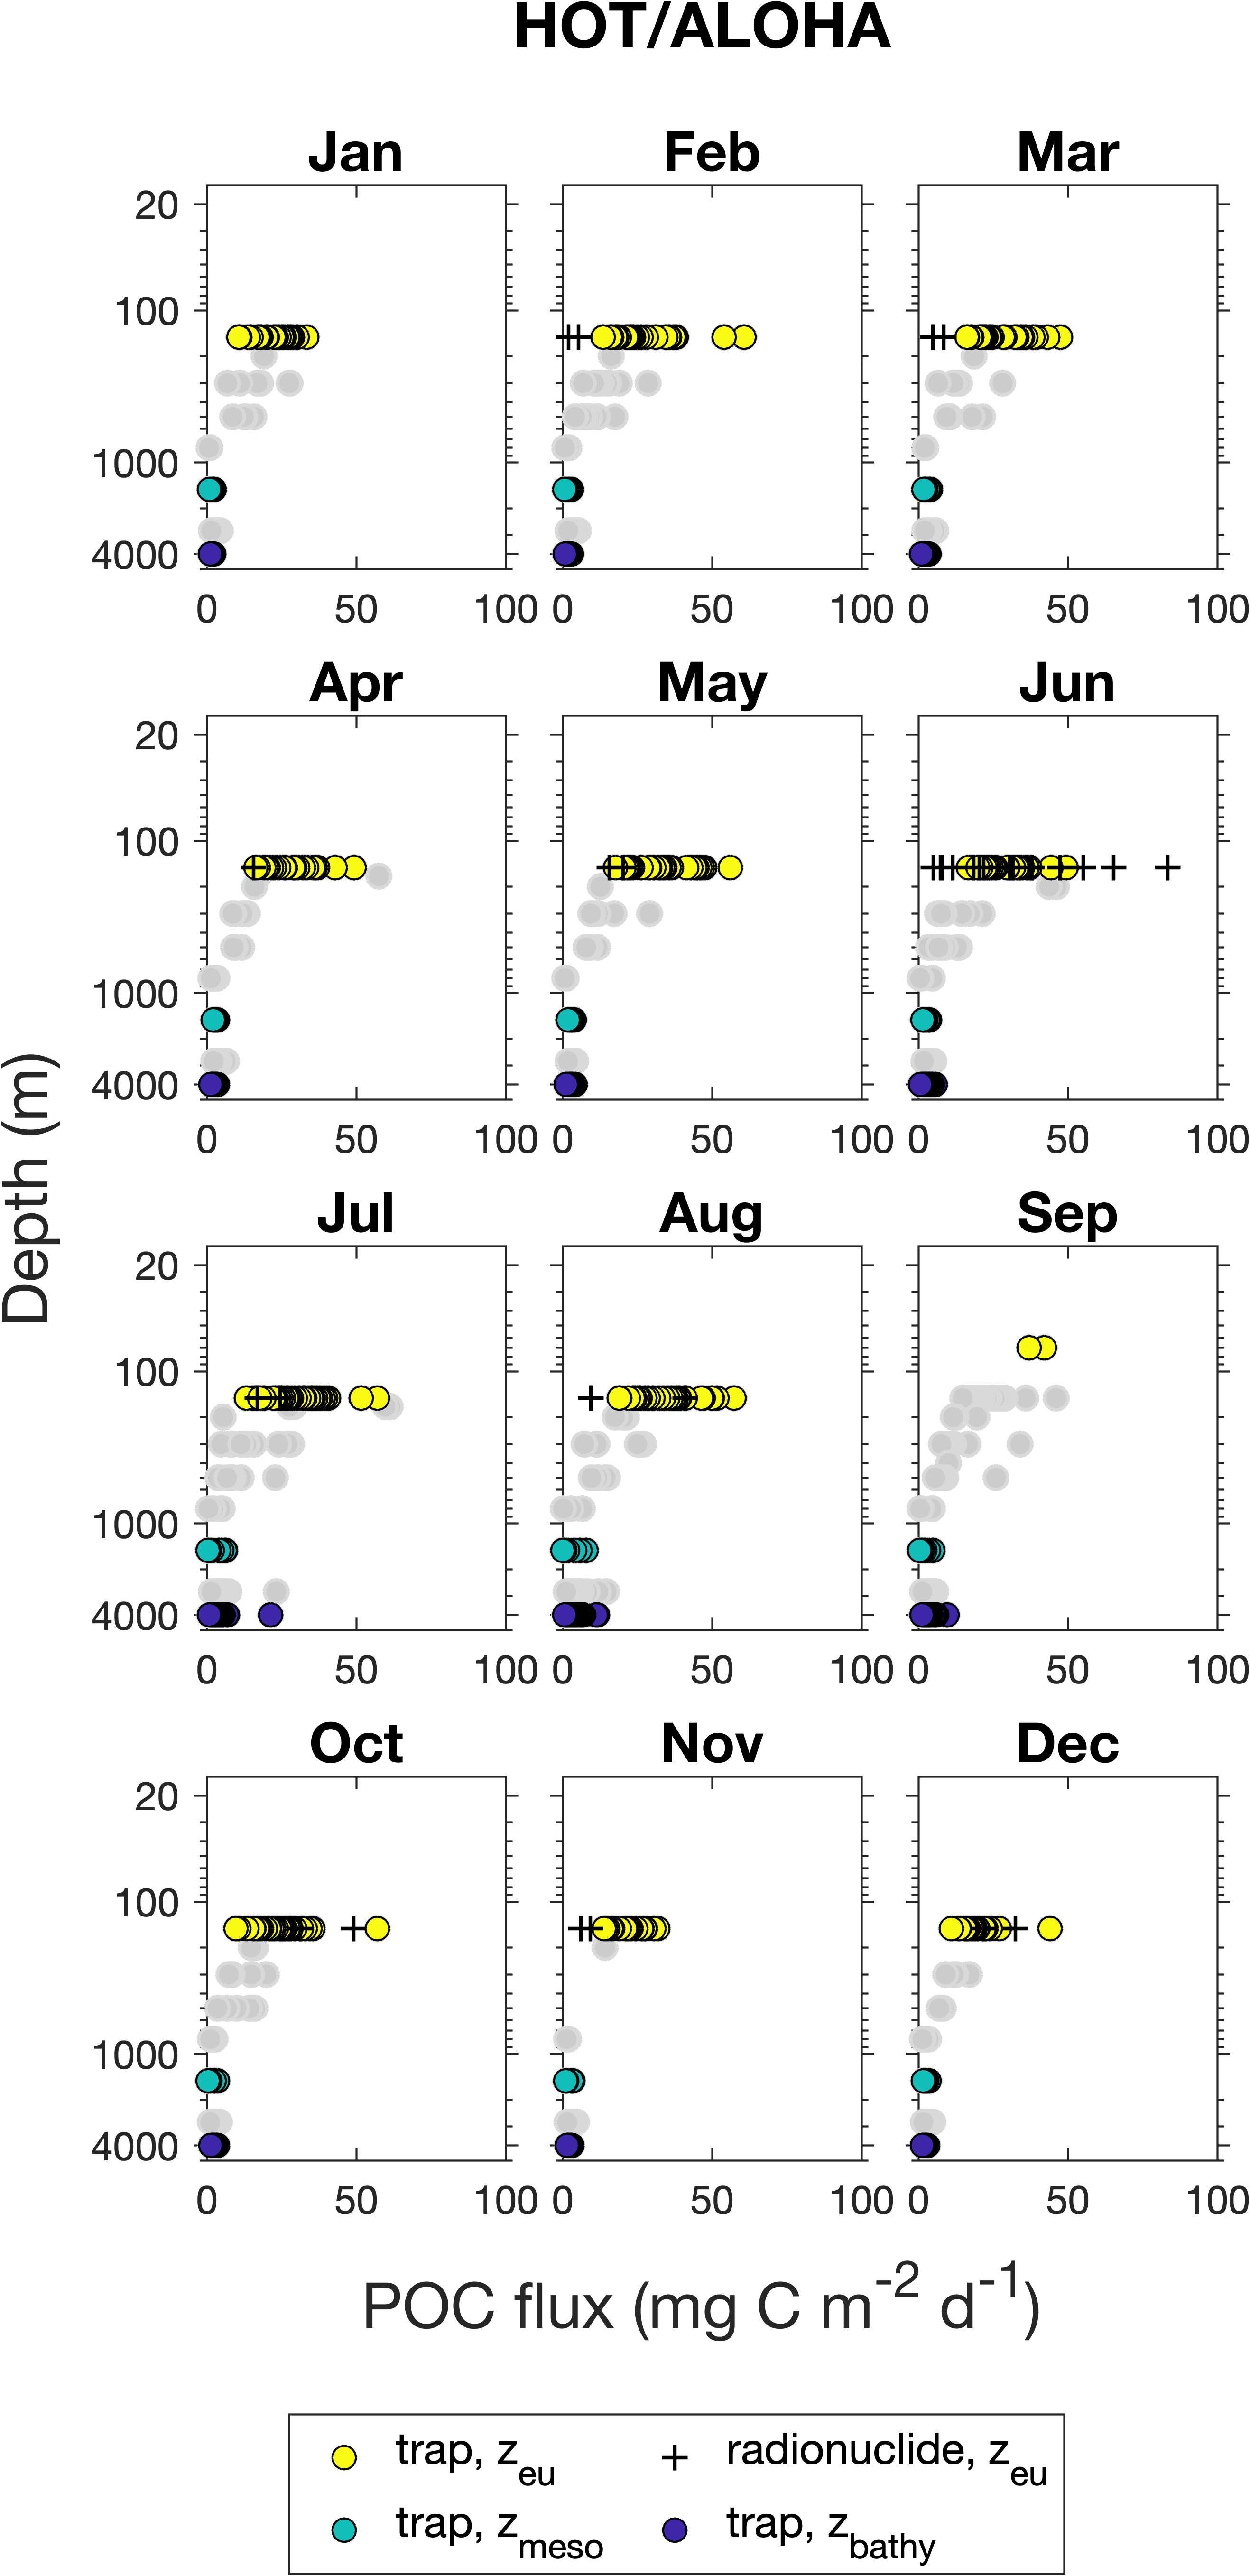 HOT/ALOHA
Jan Feb Mar
20
100
1000
4000
0 50 100 0 50 100 0 50 100
Apr May Jun
20
100
1000
4000
0 50 100 0 50 100 0 50 100
Depth (m)
Jul Aug Sep
20
100
1000
4000
0 50 100 0 50 100 0 50 100
Oct Nov Dec
20
100
1000
4000
0 50 100 0 50 100 0 50 100
POC flux (mg C m-2 d-1)
trap, zeu radionuclide, zeu
trap, zmeso trap, zbathy